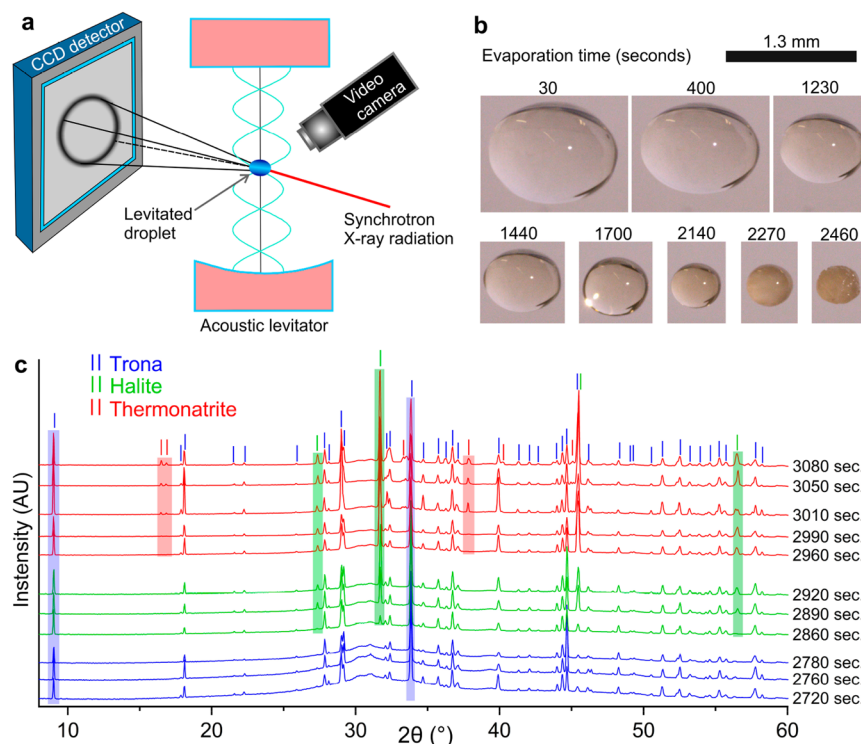 a
CCD detector
Video
camera
Levitated
droplet
Synchrotron
X-ray radiation
Acoustic levitator
b
Evaporation time (seconds)
1.3 mm
30
400
1230
1440
1700
2140
2270
2460
c
Trona
Halite
Thermonatrite
Instensity (AU)
3080 sec
3050 sec
3010 sec
2990 sec
2960 sec
2920 sec
2890 sec
2860 sec
2780 sec
2760 sec
2720 sec
10
20
30
40
50
60
2θ (°)